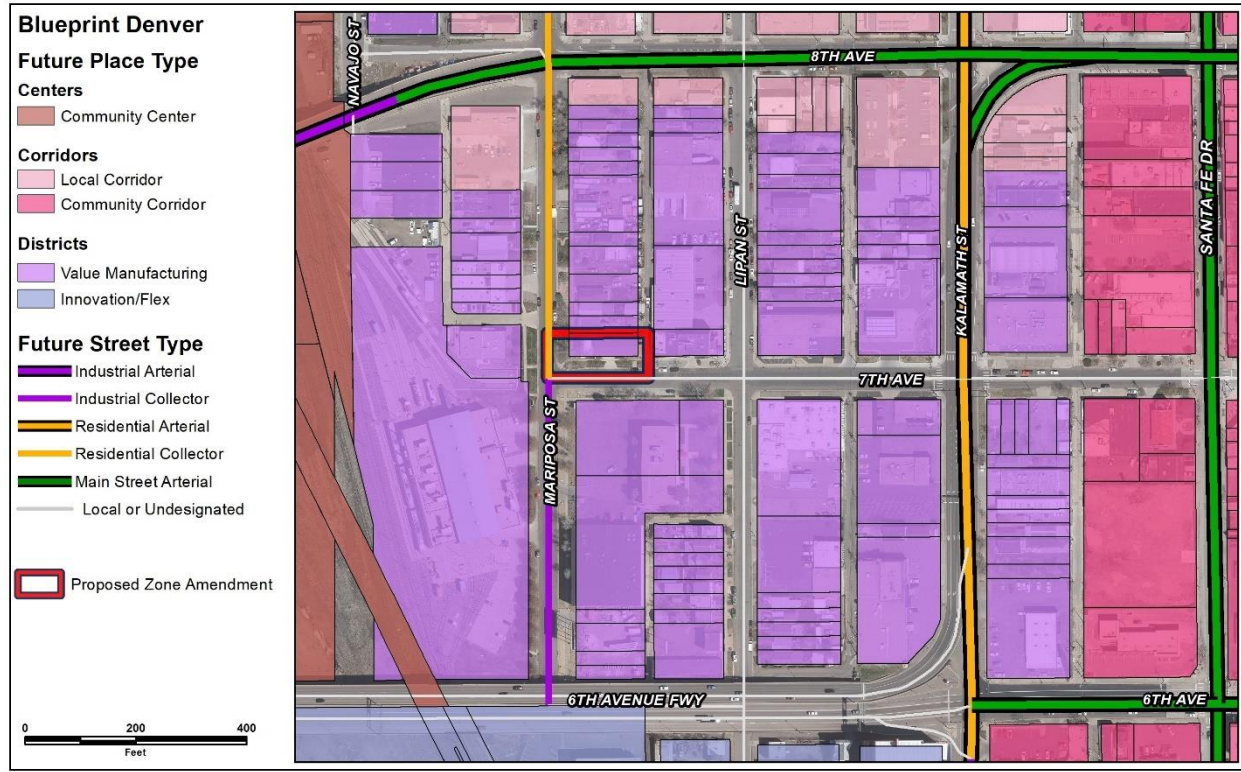 Blueprint Denver
Future Place Type
Centers
Community Center
Corridors
Local Corridor
Community Corridor
Districts
Value Manufacturing
Innovation/Flex
Future Street Type
Industrial Arterial
Industrial Collector
Residential Arterial
Residential Collector
Main Street Arterial
Local or Undesignated
Proposed Zone Amendment
0 200 400
Feet
NAVAJO ST
8TH AVE
LIPAN ST
KALAMATH ST
SANTA FE DR
7TH AVE
MARIPOSA ST
6TH AVENUE FWY
6TH AVE